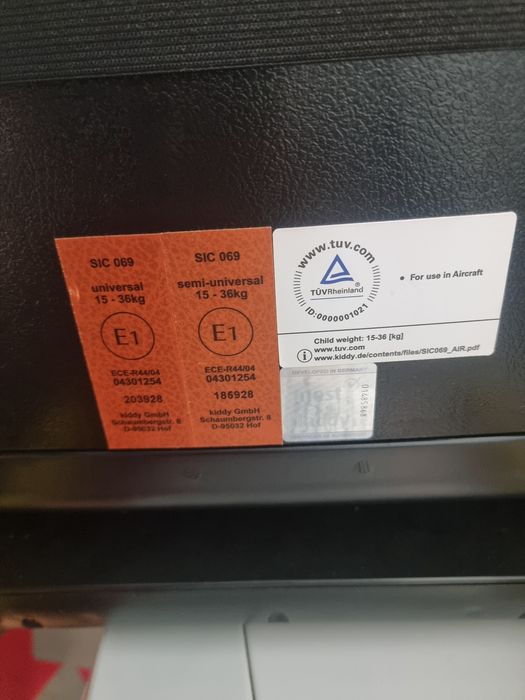 SIC 069
universal
15 - 36kg
E1
ECE-R44/04
04301254
203928
kiddy GmbH
Schaumbergstr. 8
D-95032 Hof
SIC 069
semi-universal
15 - 36kg
E1
ECE-R44/04
04301254
186928
kiddy GmbH
Schaumbergstr. 8
D-95032 Hof
www.tuv.com
TÜVRheinland
®
ID:0000001021
• For use in Aircraft
Child weight: 15-36 [kg]
www.tuv.com
i www.kiddy.de/contents/files/SIC069_AIR.pdf
DEVELOPED IN GERMANY